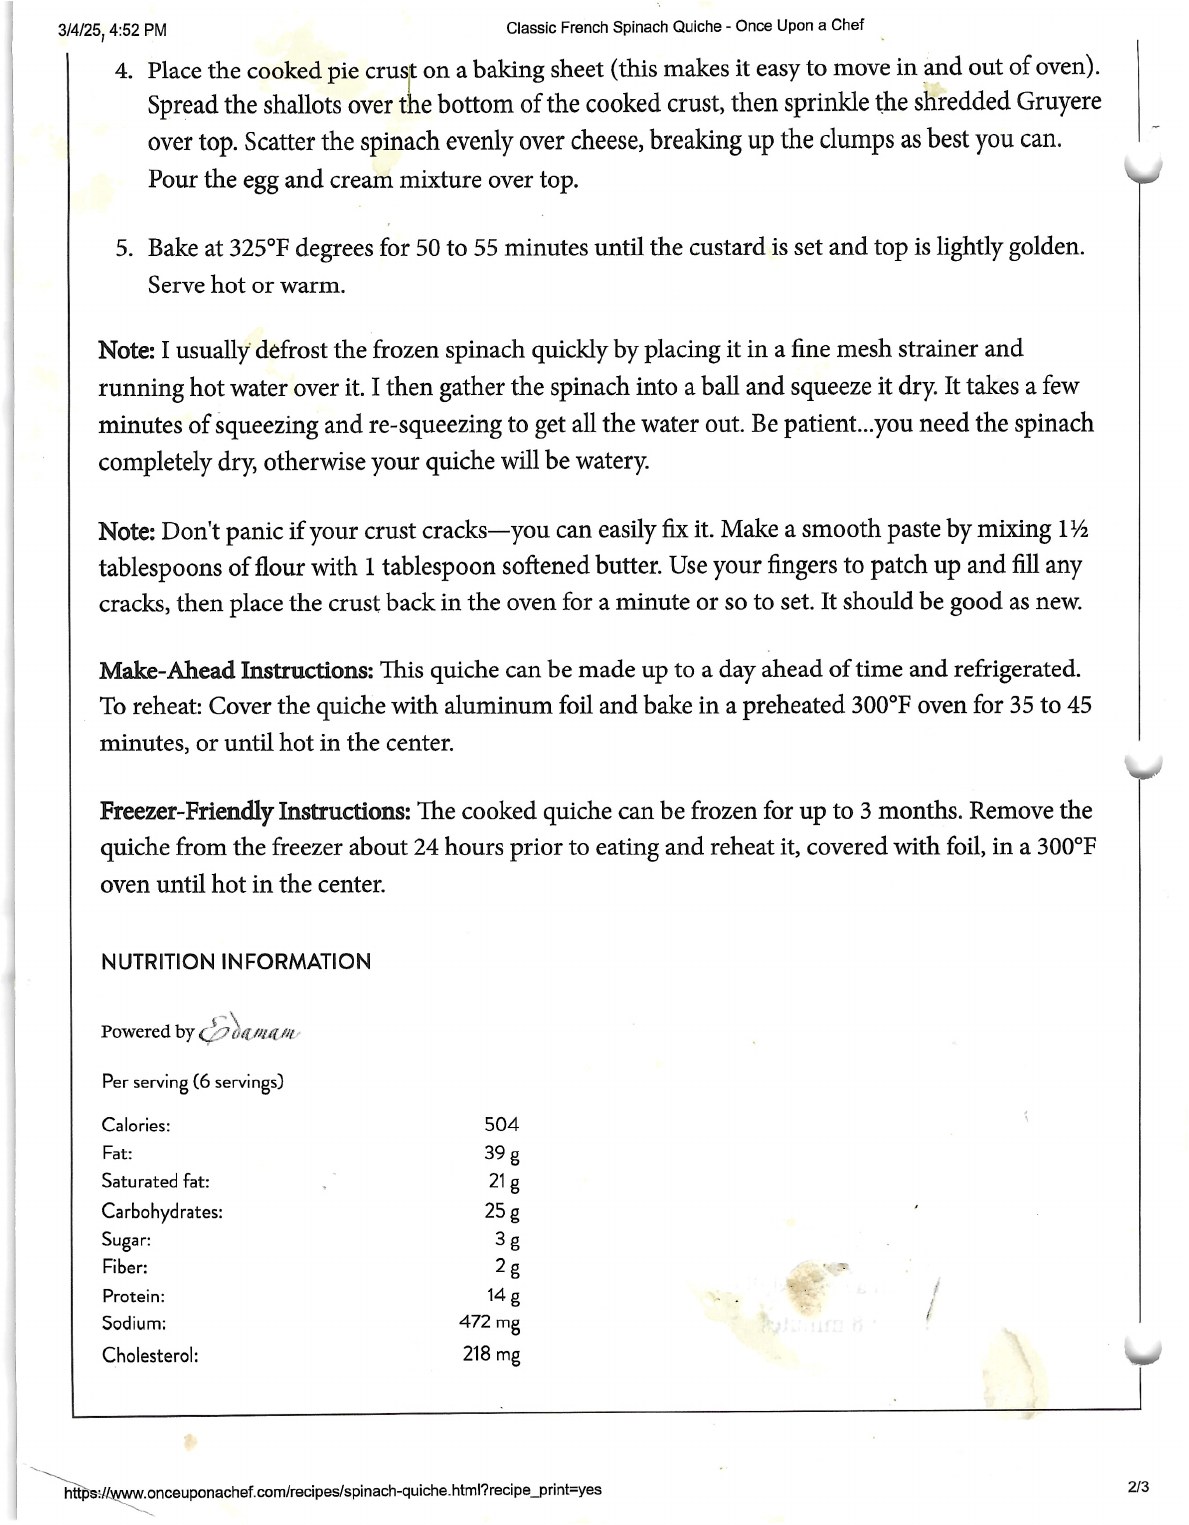 3/4/25, 4:52 PM
Classic French Spinach Quiche - Once Upon a Chef
4. Place the cooked pie crust on a baking sheet (this makes it easy to move in and out of oven).
Spread the shallots over the bottom of the cooked crust, then sprinkle the shredded Gruyere
over top. Scatter the spinach evenly over cheese, breaking up the clumps as best you can.
Pour the egg and cream mixture over top.
5. Bake at 325°F degrees for 50 to 55 minutes until the custard is set and top is lightly golden.
Serve hot or warm.
Note: I usually defrost the frozen spinach quickly by placing it in a fine mesh strainer and
running hot water over it. I then gather the spinach into a ball and squeeze it dry. It takes a few
minutes of squeezing and re-squeezing to get all the water out. Be patient...you need the spinach
completely dry, otherwise your quiche will be watery.
Note: Don't panic if your crust cracks—you can easily fix it. Make a smooth paste by mixing 1½
tablespoons of flour with 1 tablespoon softened butter. Use your fingers to patch up and fill any
cracks, then place the crust back in the oven for a minute or so to set. It should be good as new.
Make-Ahead Instructions: This quiche can be made up to a day ahead of time and refrigerated.
To reheat: Cover the quiche with aluminum foil and bake in a preheated 300°F oven for 35 to 45
minutes, or until hot in the center.
Freezer-Friendly Instructions: The cooked quiche can be frozen for up to 3 months. Remove the
quiche from the freezer about 24 hours prior to eating and reheat it, covered with foil, in a 300°F
oven until hot in the center.
NUTRITION INFORMATION
Powered by Edamam
Per serving (6 servings)
Calories: 504
Fat: 39 g
Saturated fat: 21 g
Carbohydrates: 25 g
Sugar: 3 g
Fiber: 2 g
Protein: 14 g
Sodium: 472 mg
Cholesterol: 218 mg
https://www.onceuponachef.com/recipes/spinach-quiche.html?recipe_print=yes
2/3